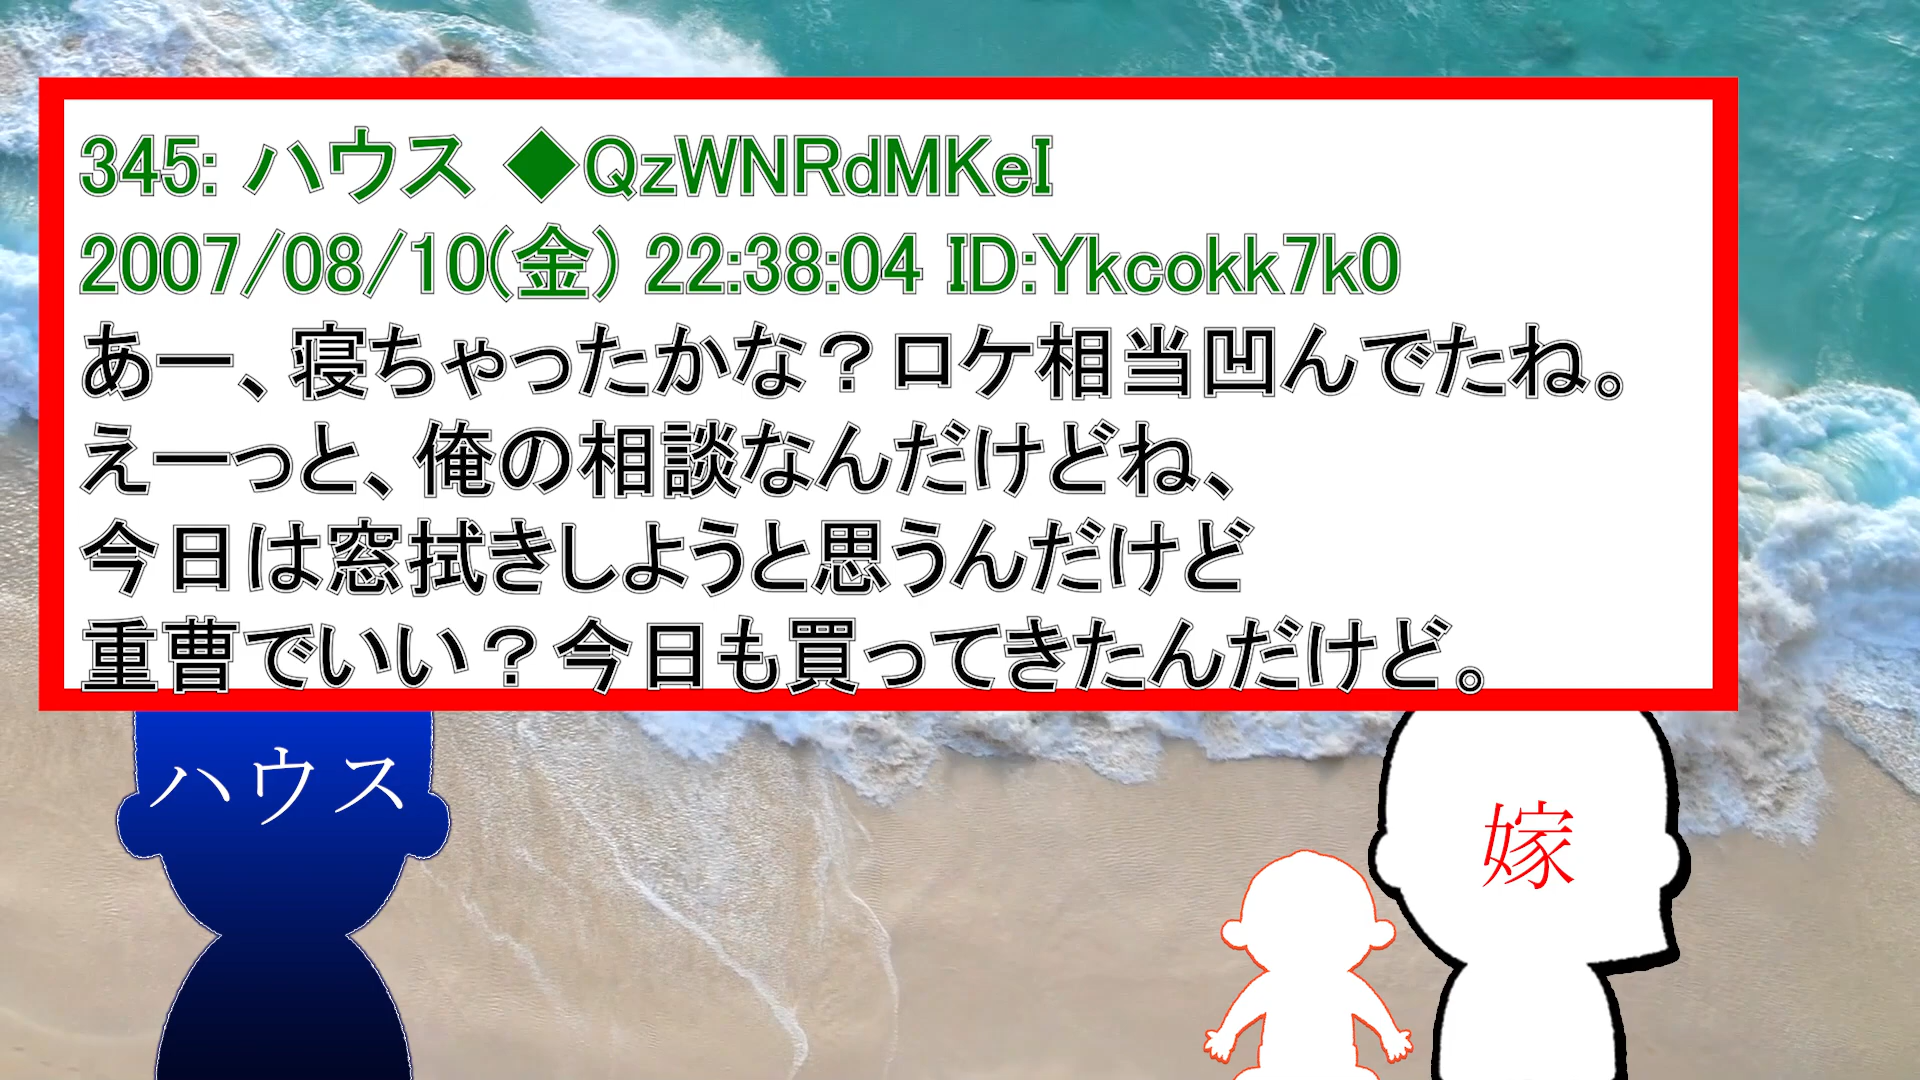 345: ハウス ◆QzWNRdMKeI
2007/08/10(金) 22:38:04 ID:Ykcokk7k0
あー、寝ちゃったかな？ロケ相当凹んでたね。
えーっと、俺の相談なんだけどね、
今日は窓拭きしようと思うんだけど
重曹でいい？今日も買ってきたんだけど。
ハウス
嫁